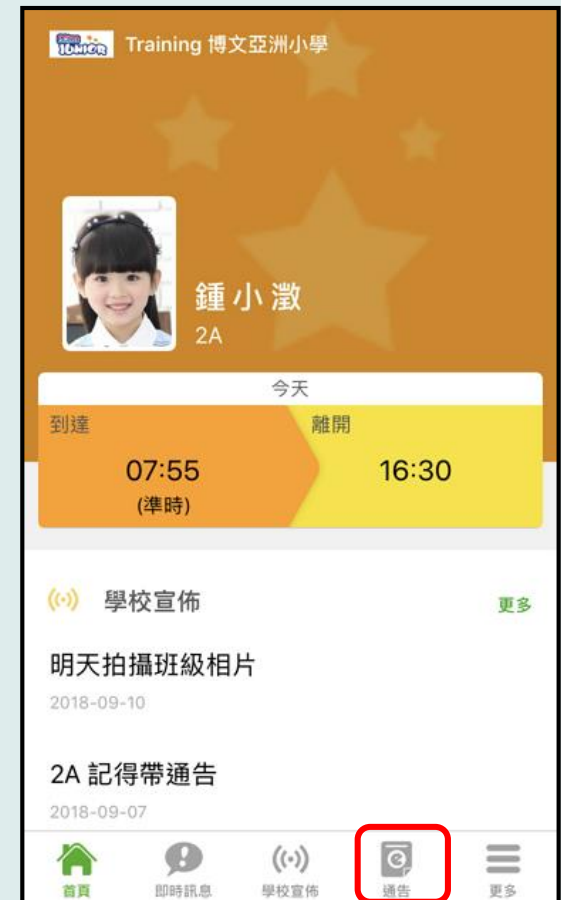 JUNIOR
Training 博文亞洲小學
鍾小澂
2A
今天
到達
離開
07:55
16:30
(準時)
學校宣佈
更多
明天拍攝班級相片
2018-09-10
2A 記得帶通告
2018-09-07
首頁
即時訊息
學校宣佈
通告
更多